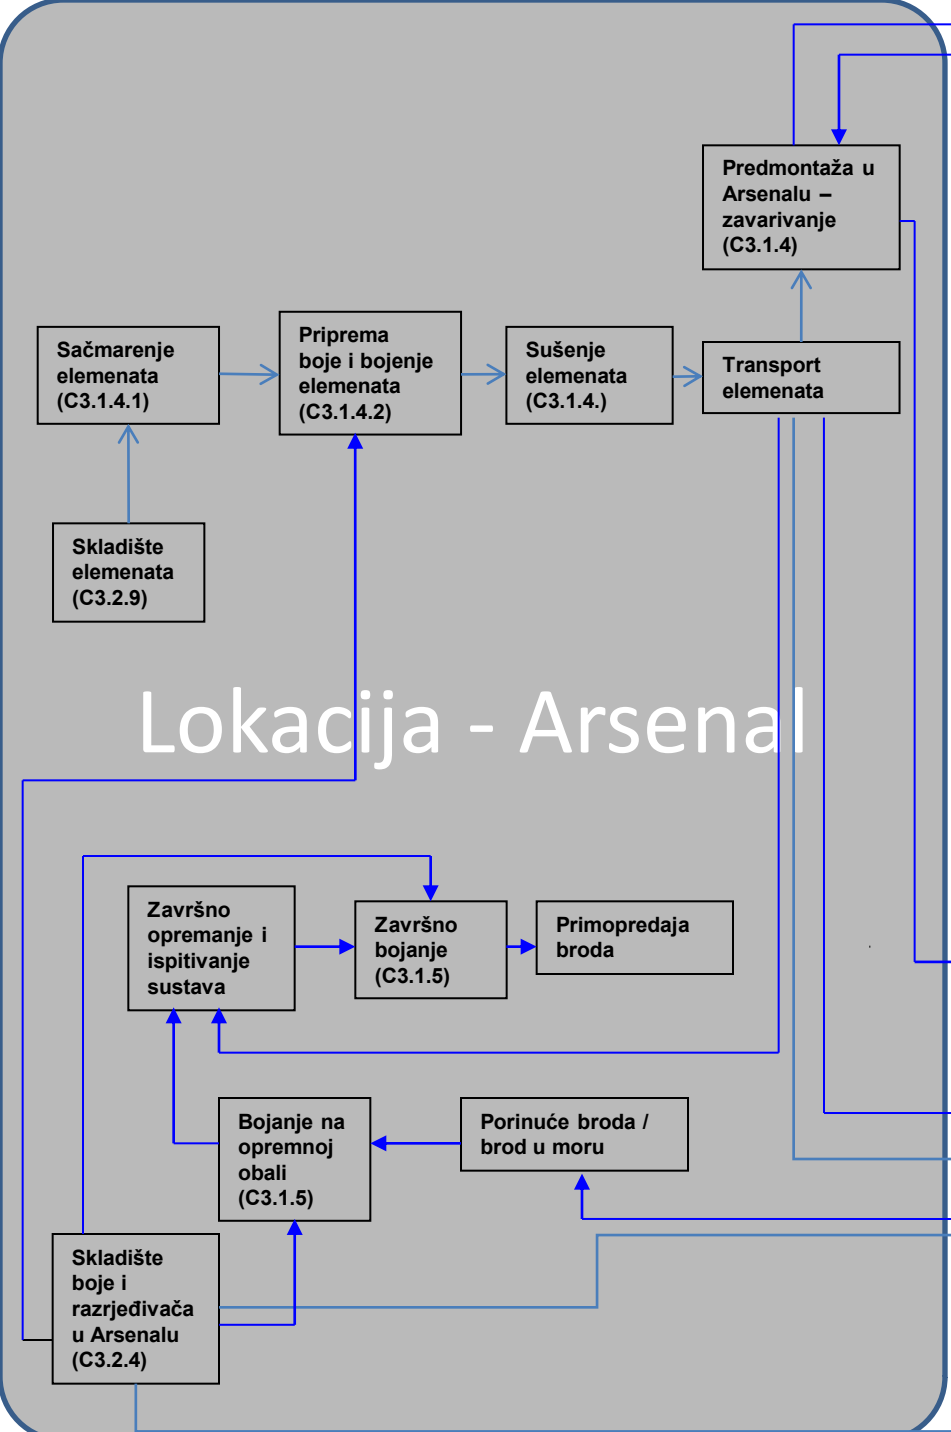 Predmontaža u
Arsenalu –
zavarivanje
(C3.1.4)
Sačmarenje
elemenata
(C3.1.4.1)
Priprema
boje i bojenje
elemenata
(C3.1.4.2)
Sušenje
elemenata
(C3.1.4.)
Transport
elemenata
Skladište
elemenata
(C3.2.9)
Lokacija - Arsenal
Završno
opremanje i
ispitivanje
sustava
Završno
bojanje
(C3.1.5)
Primopredaja
broda
Bojanje na
opremnoj
obali
(C3.1.5)
Porinuće broda /
brod u moru
Skladište
boje i
razrjeđivača
u Arsenalu
(C3.2.4)